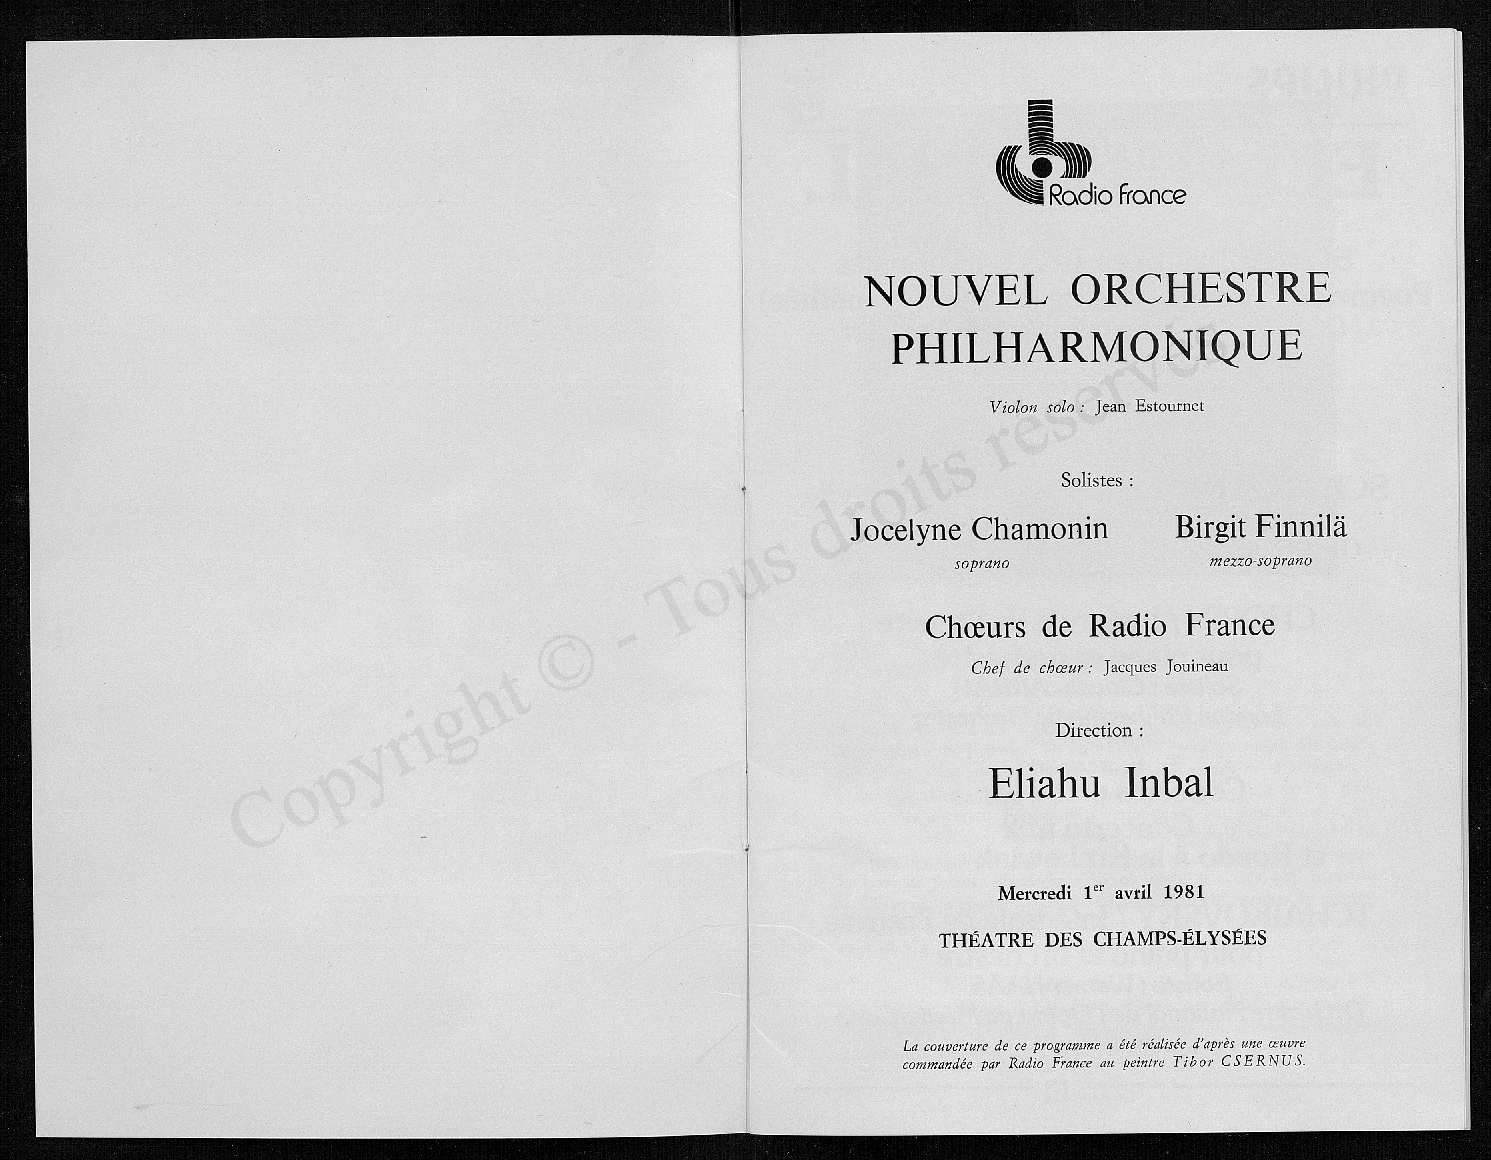 Radio France
NOUVEL ORCHESTRE
PHILHARMONIQUE
Violon solo : Jean Estournet
Solistes :
Jocelyne Chamonin Birgit Finnilä
soprano mezzo-soprano
Chœurs de Radio France
Chef de chœur : Jacques Jouineau
Direction :
Eliahu Inbal
Mercredi 1er avril 1981
THÉATRE DES CHAMPS-ÉLYSÉES
La couverture de ce programme a été réalisée d'après une œuvre
commandée par Radio France au peintre Tibor CSERNUS.
Copyright © - Tous droits reserves